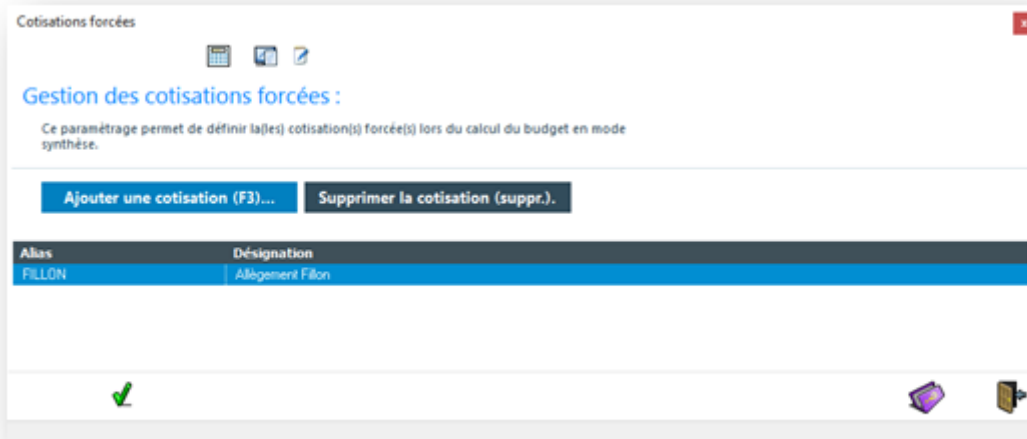 Cotisations forcées
x
Gestion des cotisations forcées :
Ce paramétrage permet de définir la(les) cotisation(s) forcée(s) lors du calcul du budget en mode
synthèse.
Ajouter une cotisation (F3)... Supprimer la cotisation (suppr.).
Alias Désignation
FILLON Allègement Fillon